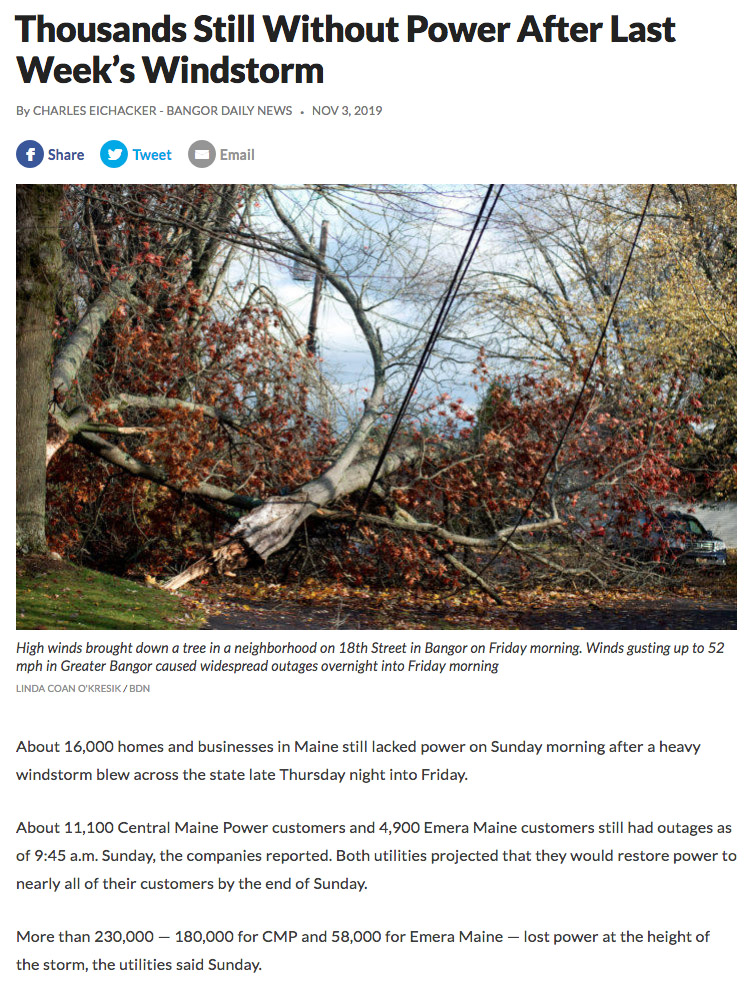 Thousands Still Without Power After Last
Week's Windstorm
By CHARLES EICHACKER - BANGOR DAILY NEWS • NOV 3, 2019
Share Tweet Email
High winds brought down a tree in a neighborhood on 18th Street in Bangor on Friday morning. Winds gusting up to 52
mph in Greater Bangor caused widespread outages overnight into Friday morning
LINDA COAN O'KRESIK / BDN
About 16,000 homes and businesses in Maine still lacked power on Sunday morning after a heavy
windstorm blew across the state late Thursday night into Friday.
About 11,100 Central Maine Power customers and 4,900 Emera Maine customers still had outages as
of 9:45 a.m. Sunday, the companies reported. Both utilities projected that they would restore power to
nearly all of their customers by the end of Sunday.
More than 230,000 — 180,000 for CMP and 58,000 for Emera Maine — lost power at the height of
the storm, the utilities said Sunday.